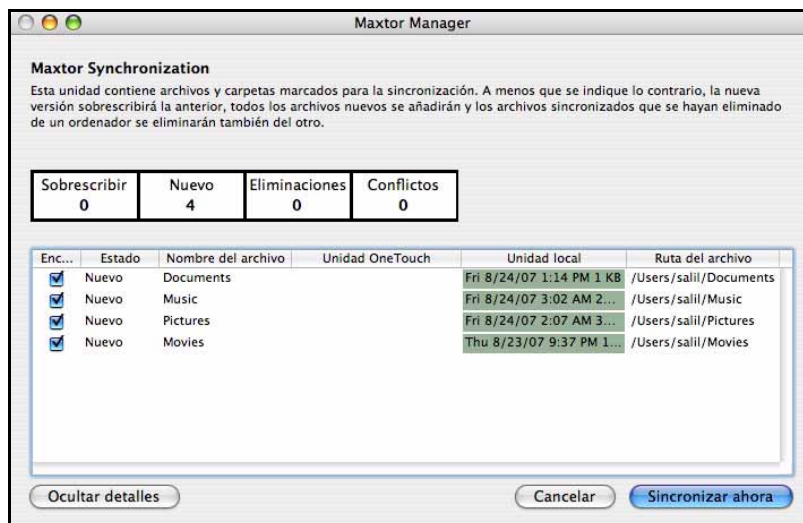 Maxtor Manager
Maxtor Synchronization
Esta unidad contiene archivos y carpetas marcados para la sincronización. A menos que se indique lo contrario, la nueva
versión sobrescribirá la anterior, todos los archivos nuevos se añadirán y los archivos sincronizados que se hayan eliminado
de un ordenador se eliminarán también del otro.
Sobrescribir Nuevo Eliminaciones Conflictos
0 4 0 0
Enc... Estado Nombre del archivo Unidad OneTouch Unidad local Ruta del archivo
Nuevo Documents Fri 8/24/07 1:14 PM 1 KB /Users/salil/Documents
Nuevo Music Fri 8/24/07 3:02 AM 2... /Users/salil/Music
Nuevo Pictures Fri 8/24/07 2:07 AM 3... /Users/salil/Pictures
Nuevo Movies Thu 8/23/07 9:37 PM 1... /Users/salil/Movies
Ocultar detalles Cancelar Sincronizar ahora